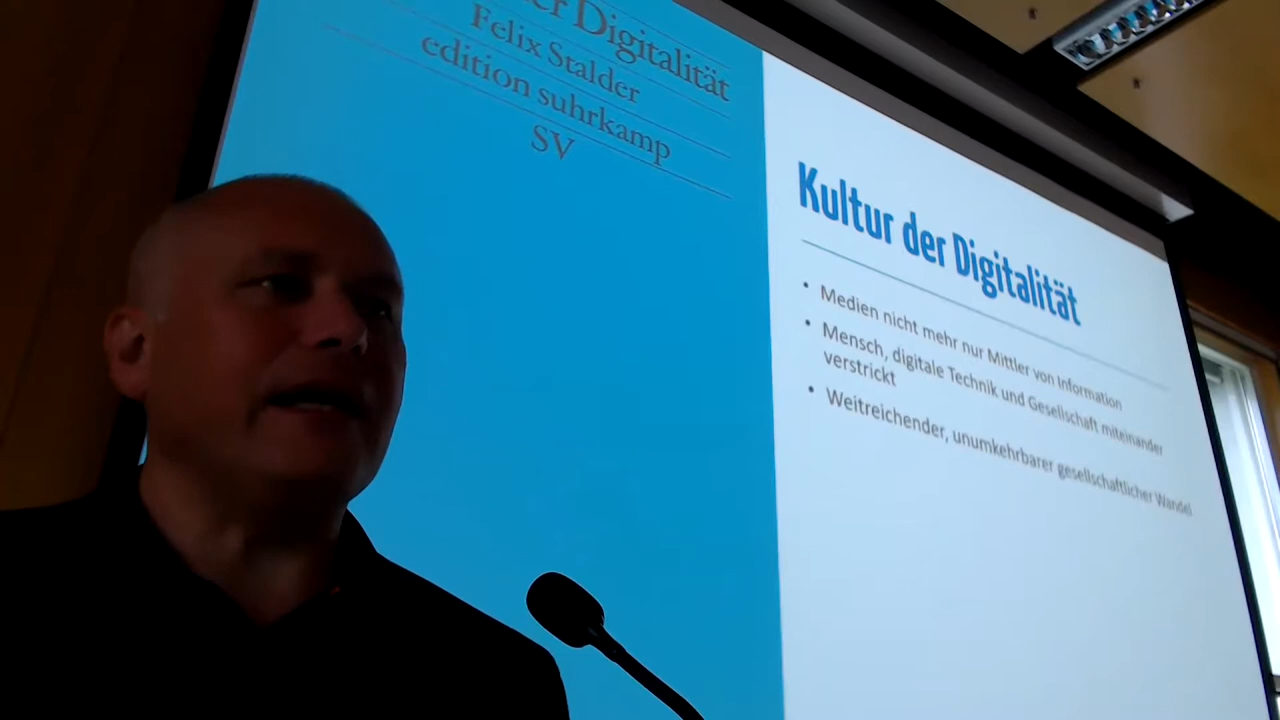 er Digitalität
Felix Stalder
edition suhrkamp
SV
Kultur der Digitalität
• Medien nicht mehr nur Mittler von Information
• Mensch, digitale Technik und Gesellschaft miteinander
verstrickt
• Weitreichender, unumkehrbarer gesellschaftlicher Wandel